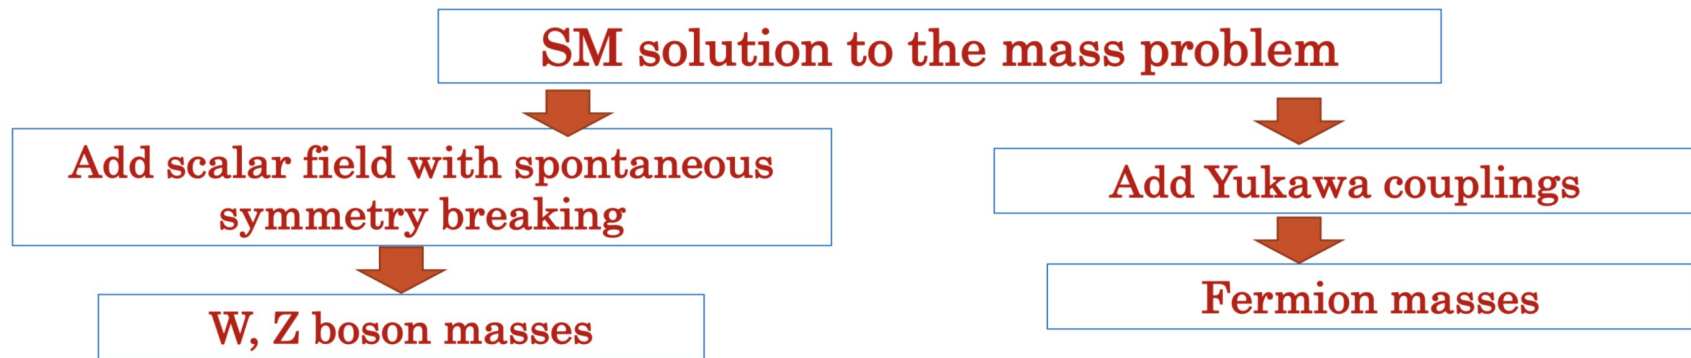 SM solution to the mass problem
Add scalar field with spontaneous
symmetry breaking
W, Z boson masses
Add Yukawa couplings
Fermion masses